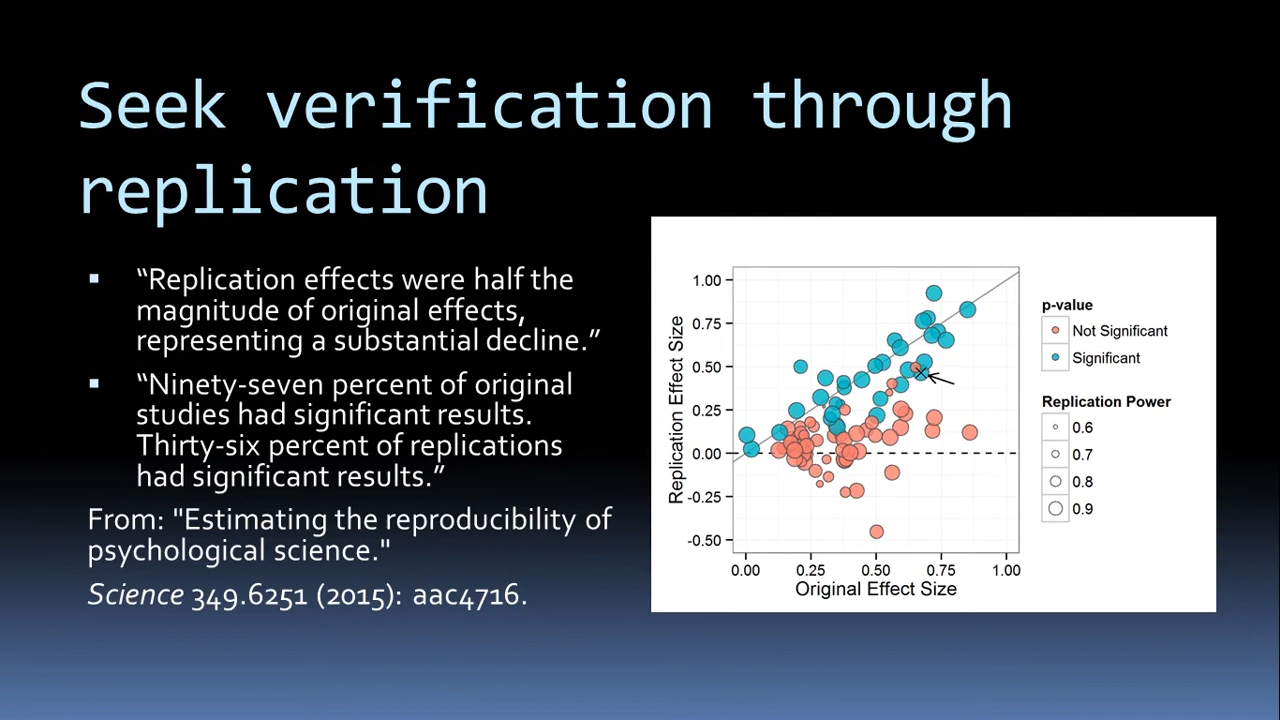 Seek verification through
replication
“Replication effects were half the
magnitude of original effects,
representing a substantial decline.”
“Ninety-seven percent of original
studies had significant results.
Thirty-six percent of replications
had significant results.”
From: "Estimating the reproducibility of
psychological science."
Science 349.6251 (2015): aac4716.
Replication Effect Size
1.00
0.75
0.50
0.25
0.00
-0.25
-0.50
0.00 0.25 0.50 0.75 1.00
Original Effect Size
p-value
Not Significant
Significant
Replication Power
0.6
0.7
0.8
0.9